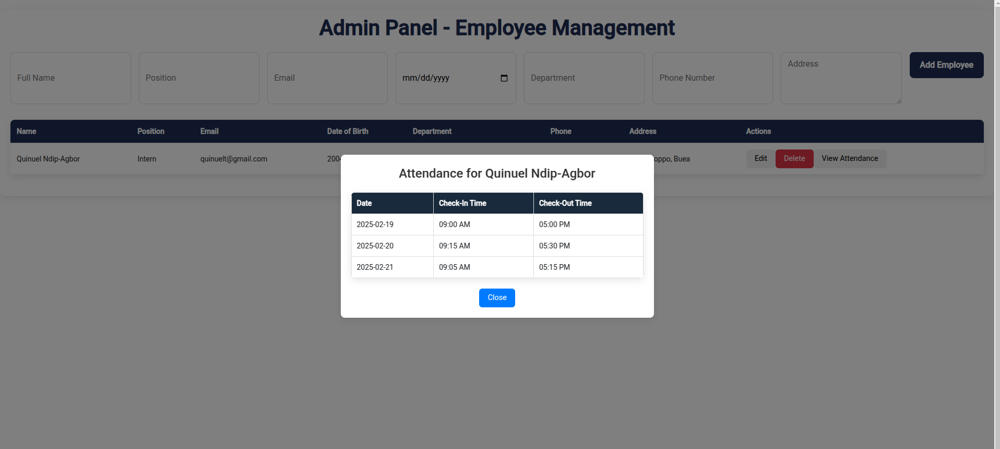 Admin Panel - Employee Management
Full Name Position Email mm/dd/yyyy Department Phone Number Address Add Employee
Name Position Email Date of Birth Department Phone Address Actions
Quinuel Ndip-Agbor Intern quinuelt@gmail.com 200 oppo, Buea Edit Delete View Attendance
Attendance for Quinuel Ndip-Agbor
Date Check-In Time Check-Out Time
2025-02-19 09:00 AM 05:00 PM
2025-02-20 09:15 AM 05:30 PM
2025-02-21 09:05 AM 05:15 PM
Close